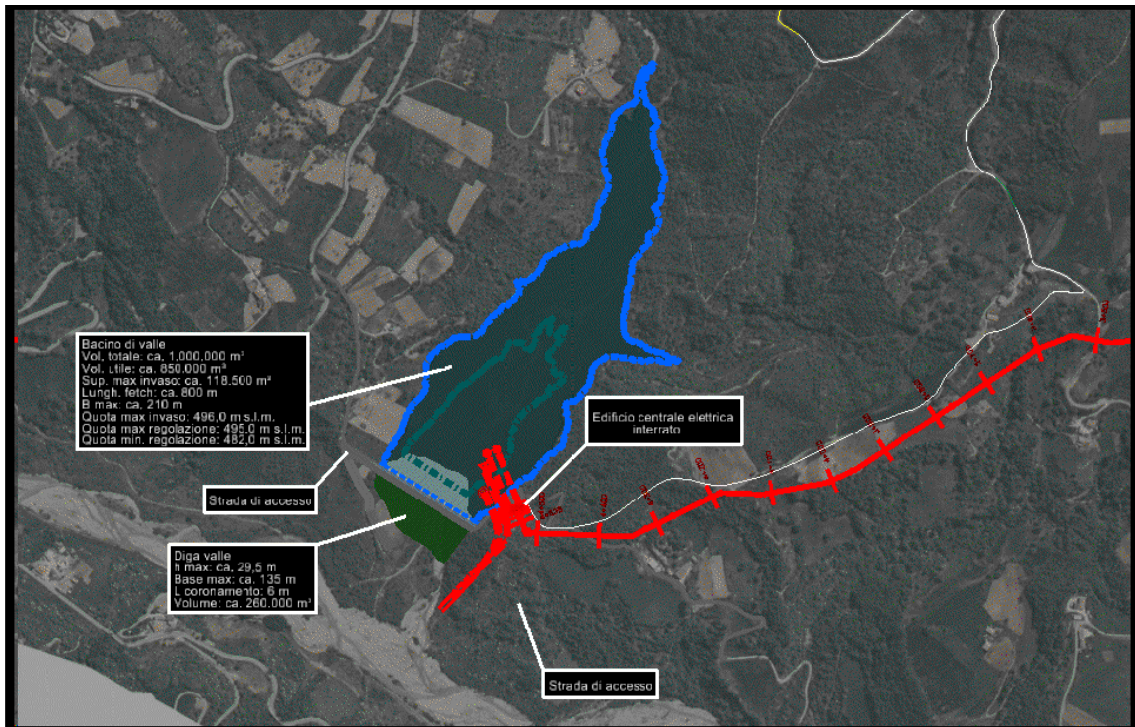 Bacino di valle
Vol. totale: ca. 1.000.000 m³
Vol. utile: ca. 850.000 m³
Sup. max invaso: ca. 118.500 m²
Lungh. fetch: ca. 800 m
B max: ca. 210 m
Quota max invaso: 496,0 m s.l.m.
Quota max regolazione: 495,0 m s.l.m.
Quota min. regolazione: 482,0 m s.l.m.
Edificio centrale elettrica
interrato
Strada di accesso
Diga valle
h max: ca. 29,5 m
Base max: ca. 135 m
L coronamento: 6 m
Volume: ca. 260.000 m³
Strada di accesso